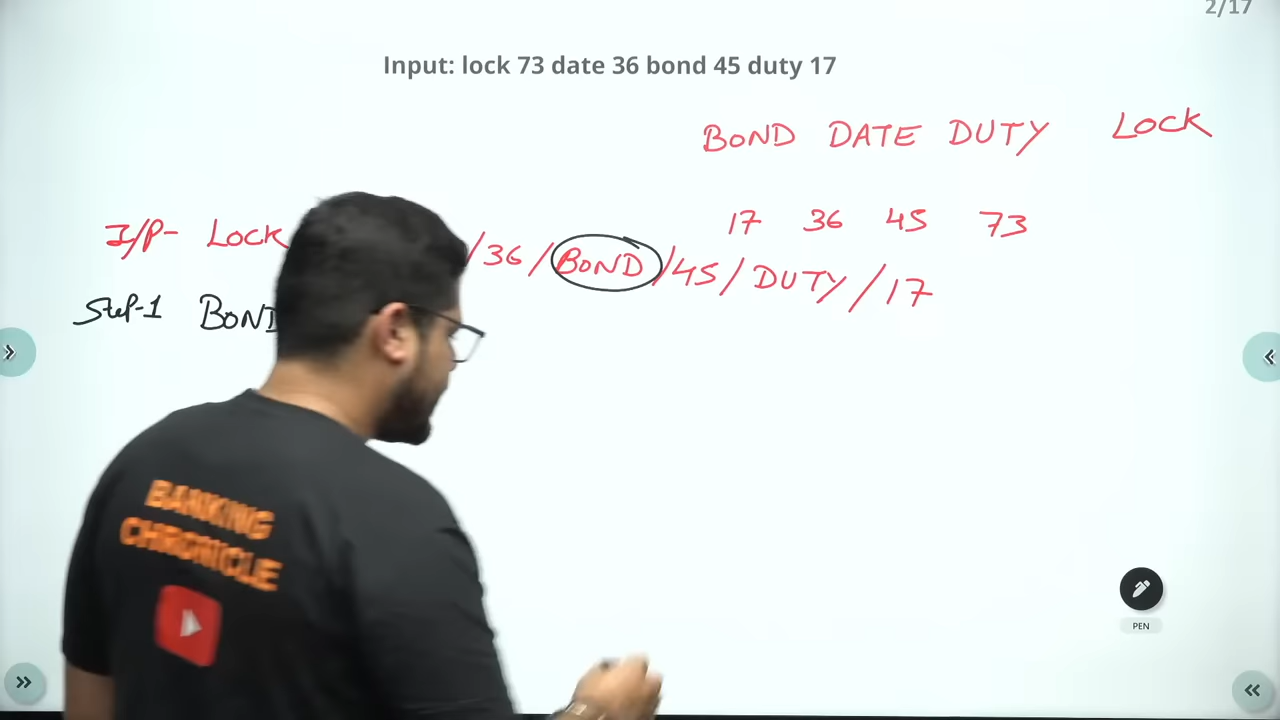 2/17
Input: lock 73 date 36 bond 45 duty 17
BOND DATE DUTY LOCK
17 36 45 73
I/P- LOCK /36/BOND/45/DUTY/17
Step-1 BOND
BANKING
CHRONICLE
PEN